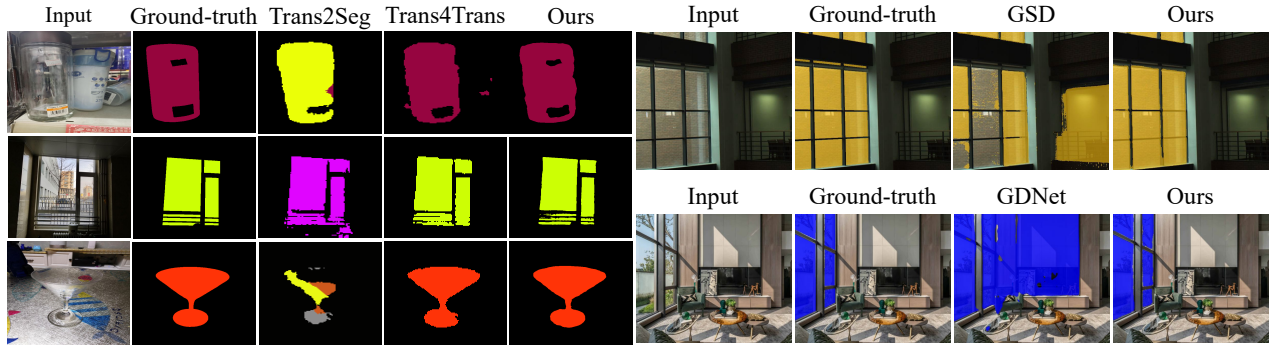 Input Ground-truth Trans2Seg Trans4Trans Ours
Input Ground-truth GSD Ours
Input Ground-truth GDNet Ours